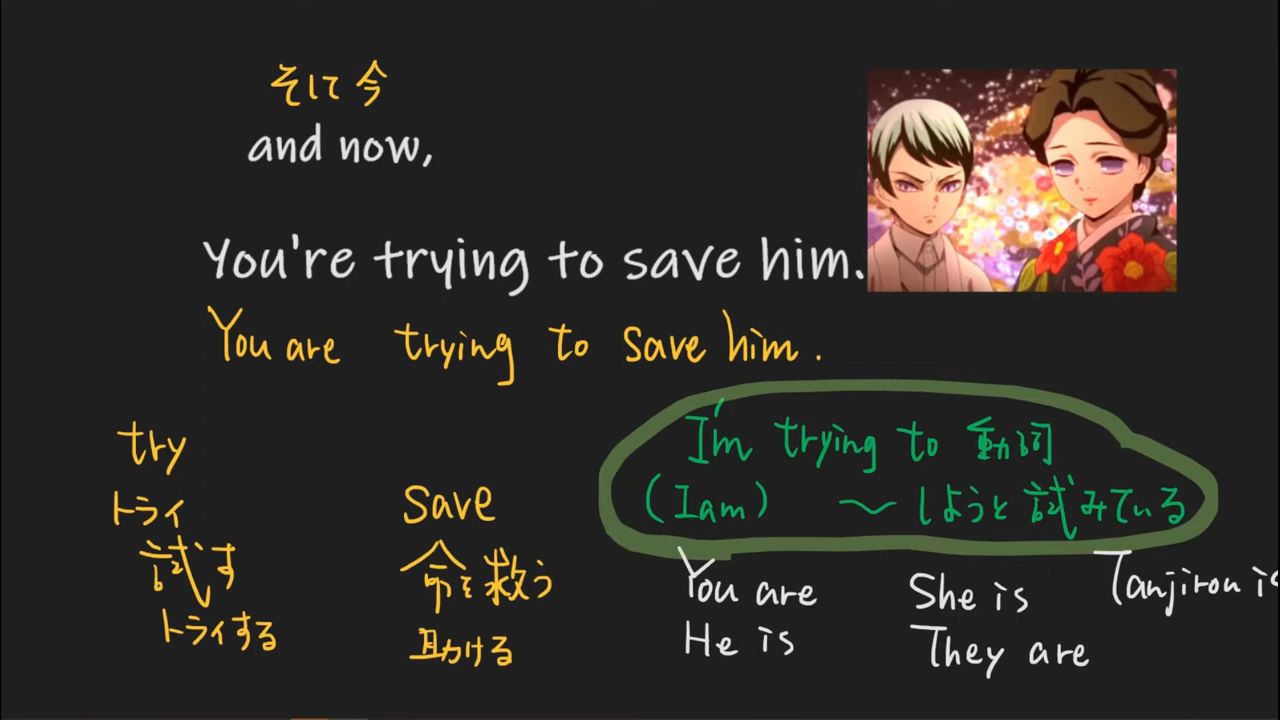 そして今
and now,
You're trying to save him.
You are trying to save him.
try
トライ
試す
トライする
save
命を救う
助ける
I'm trying to 動詞
(I am) 〜しようと試みている
You are
He is
She is
They are
Tanjirou is